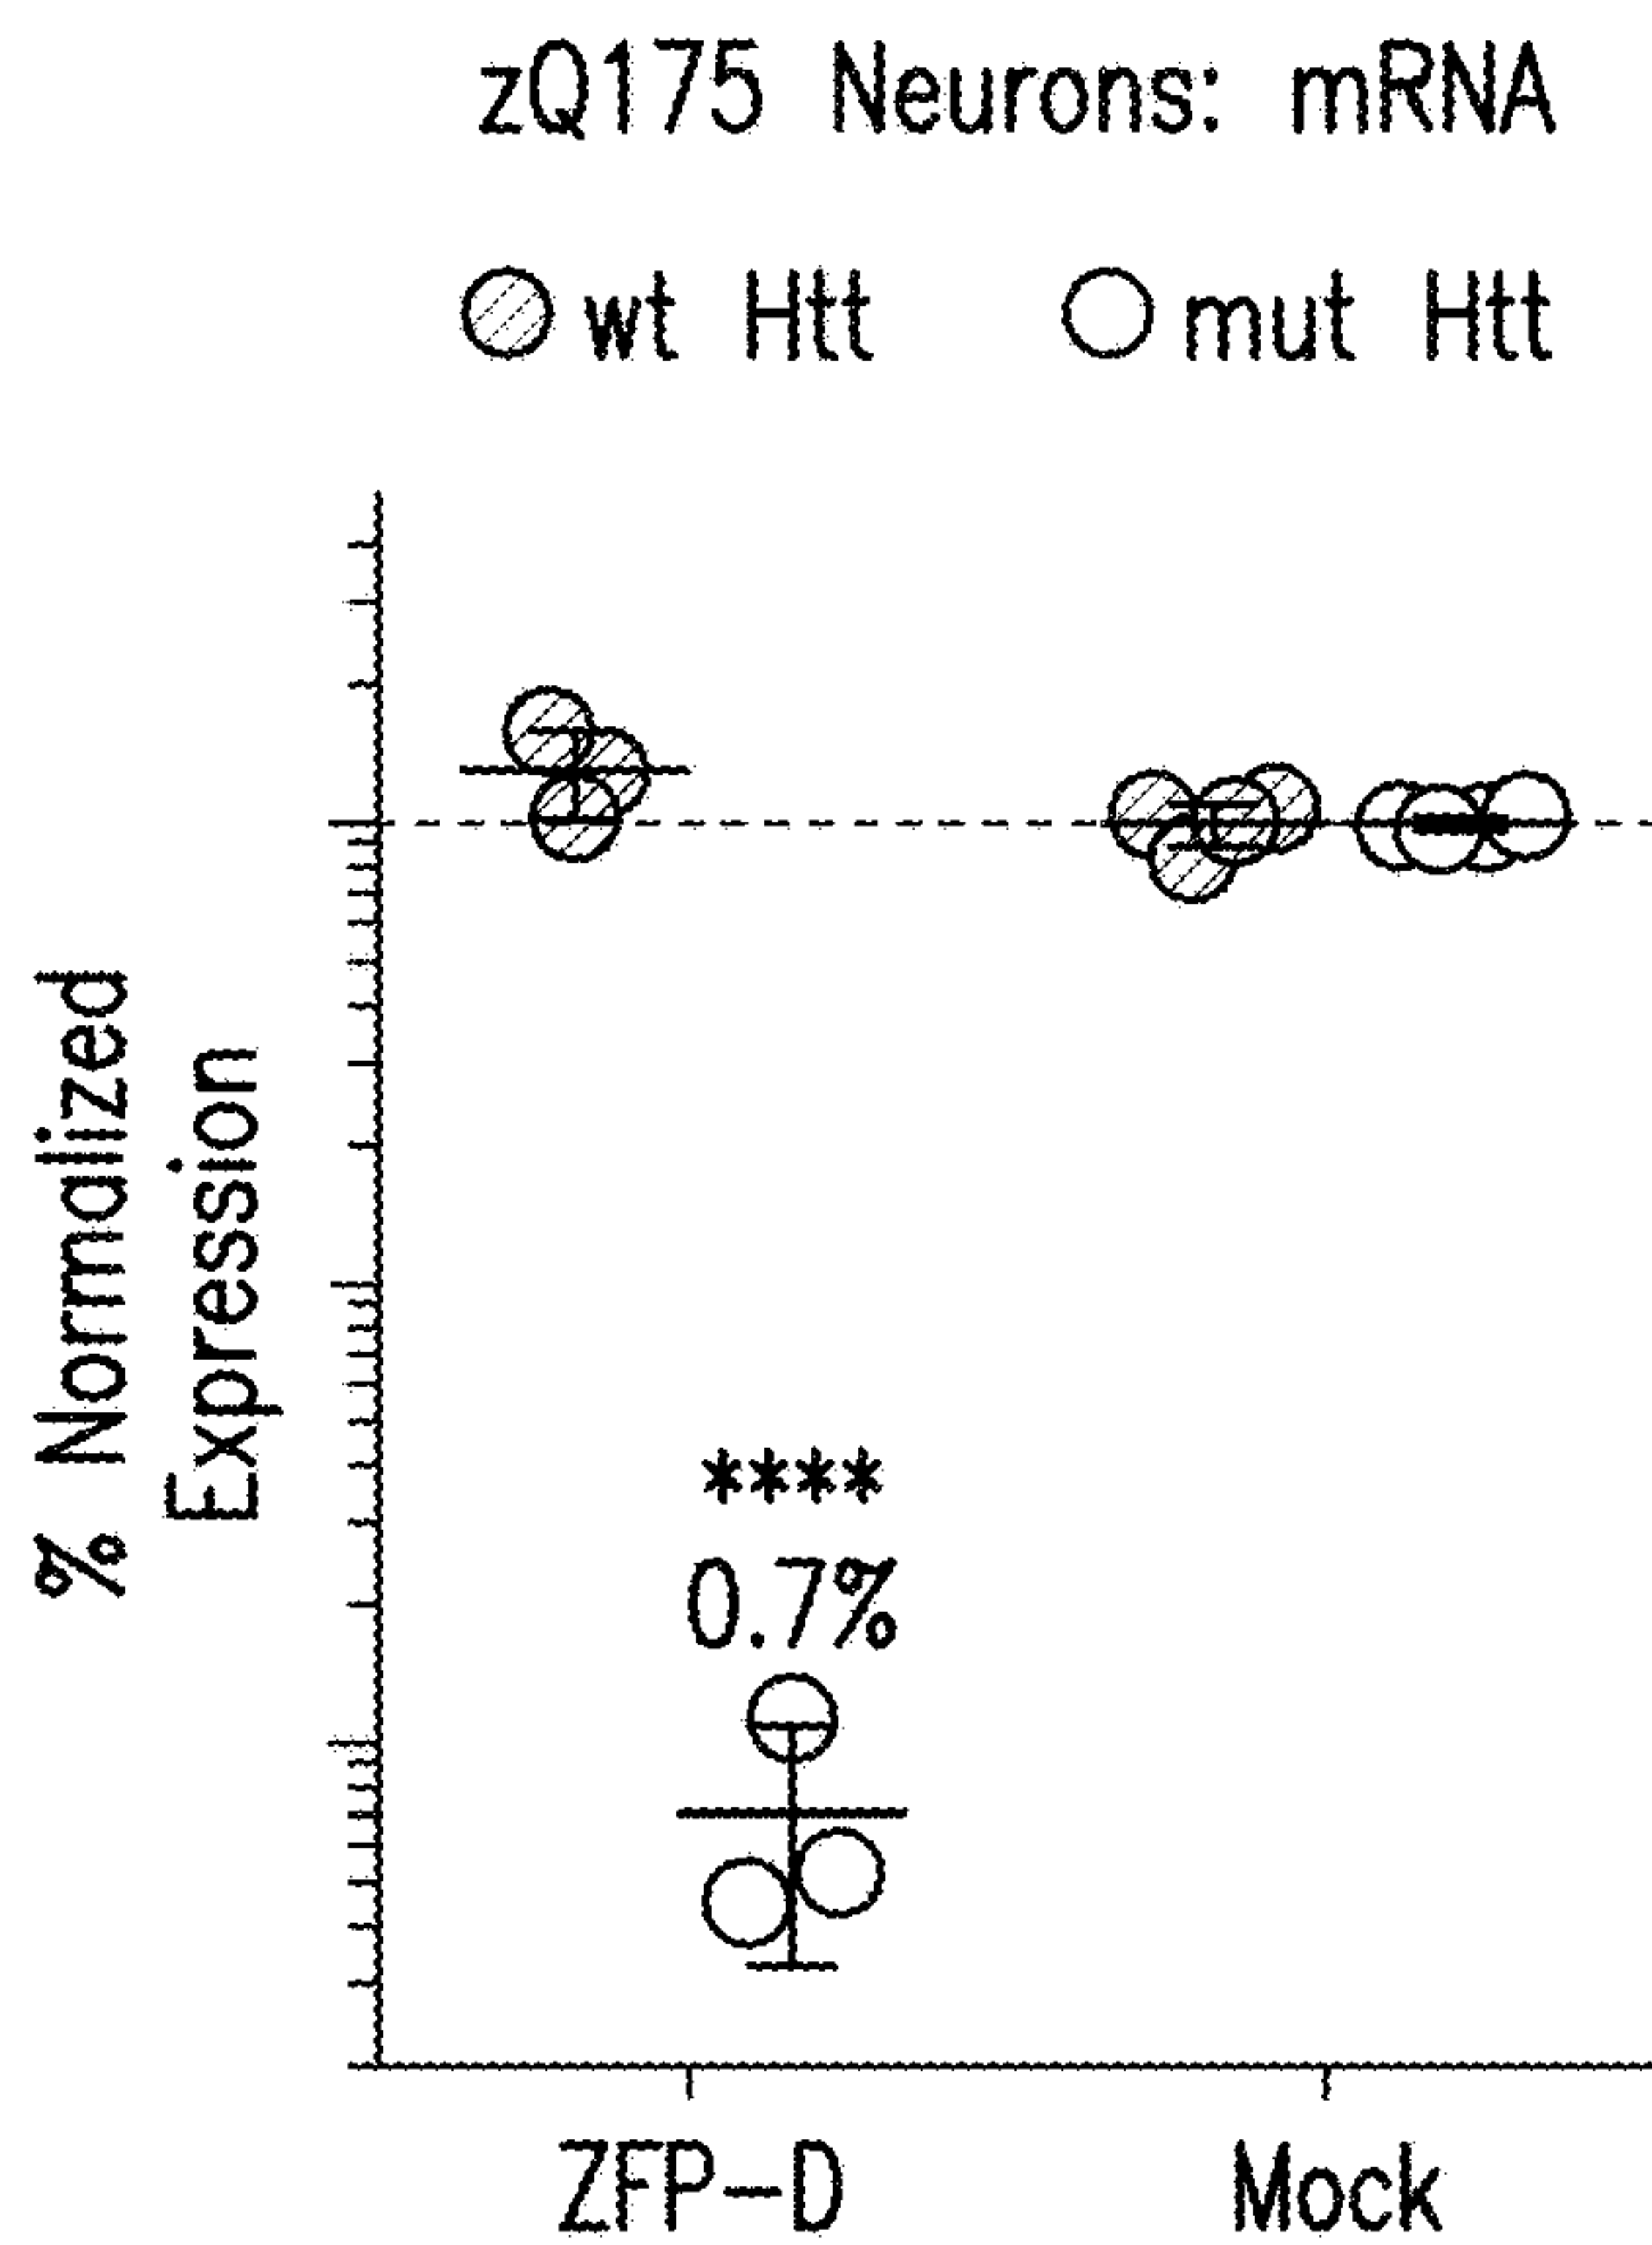 zQ175 Neurons: mRNA
wt Htt mut Htt
% Normalized
Expression
****
0.7%
ZFP-D Mock